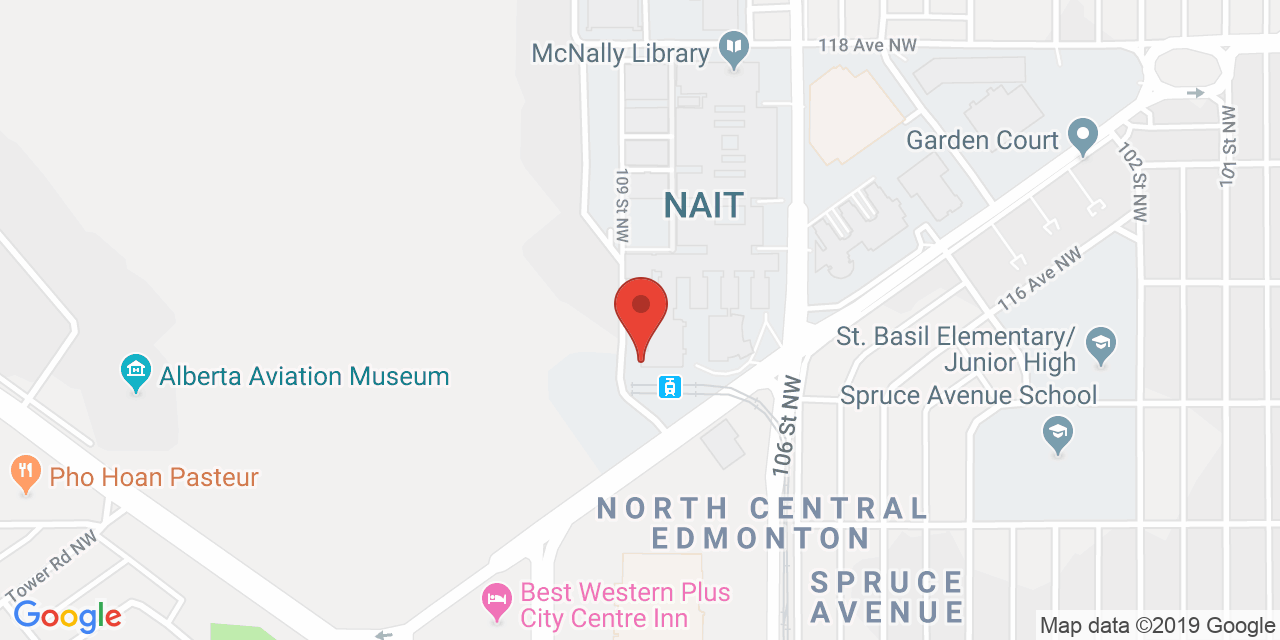 118 Ave NW
McNally Library
101 St NW
Garden Court
102 St NW
109 St NW
NAIT
116 Ave NW
St. Basil Elementary/
Junior High
Alberta Aviation Museum
Spruce Avenue School
106 St NW
Pho Hoan Pasteur
NORTH CENTRAL
EDMONTON
Tower Rd NW
SPRUCE
AVENUE
Best Western Plus
City Centre Inn
Google
Map data ©2019 Google